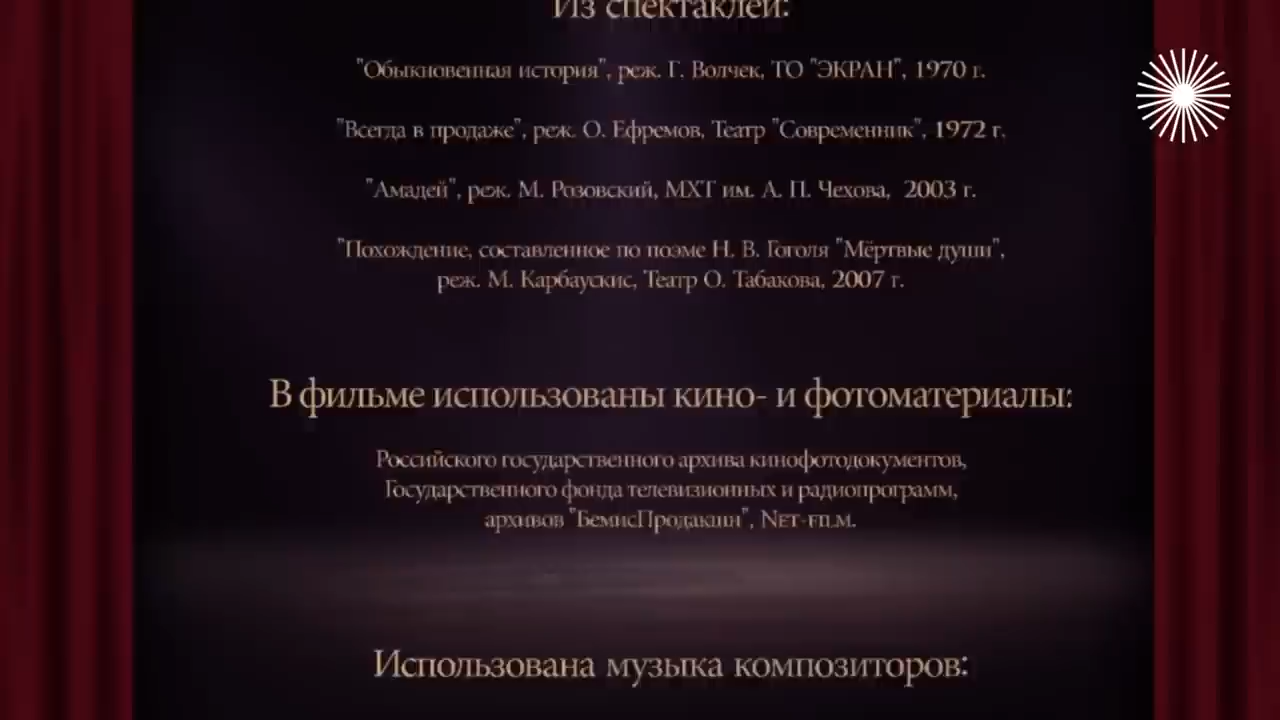 Из спектаклей:
"Обыкновенная история", реж. Г. Волчек, ТО "ЭКРАН", 1970 г.
"Всегда в продаже", реж. О. Ефремов, Театр "Современник", 1972 г.
"Амадей", реж. М. Розовский, МХТ им. А. П. Чехова, 2003 г.
"Похождение, составленное по поэме Н. В. Гоголя "Мёртвые души",
реж. М. Карбаускис, Театр О. Табакова, 2007 г.
В фильме использованы кино- и фотоматериалы:
Российского государственного архива кинофотодокументов,
Государственного фонда телевизионных и радиопрограмм,
архивов "БемисПродакшн", NET-FILM.
Использована музыка композиторов: